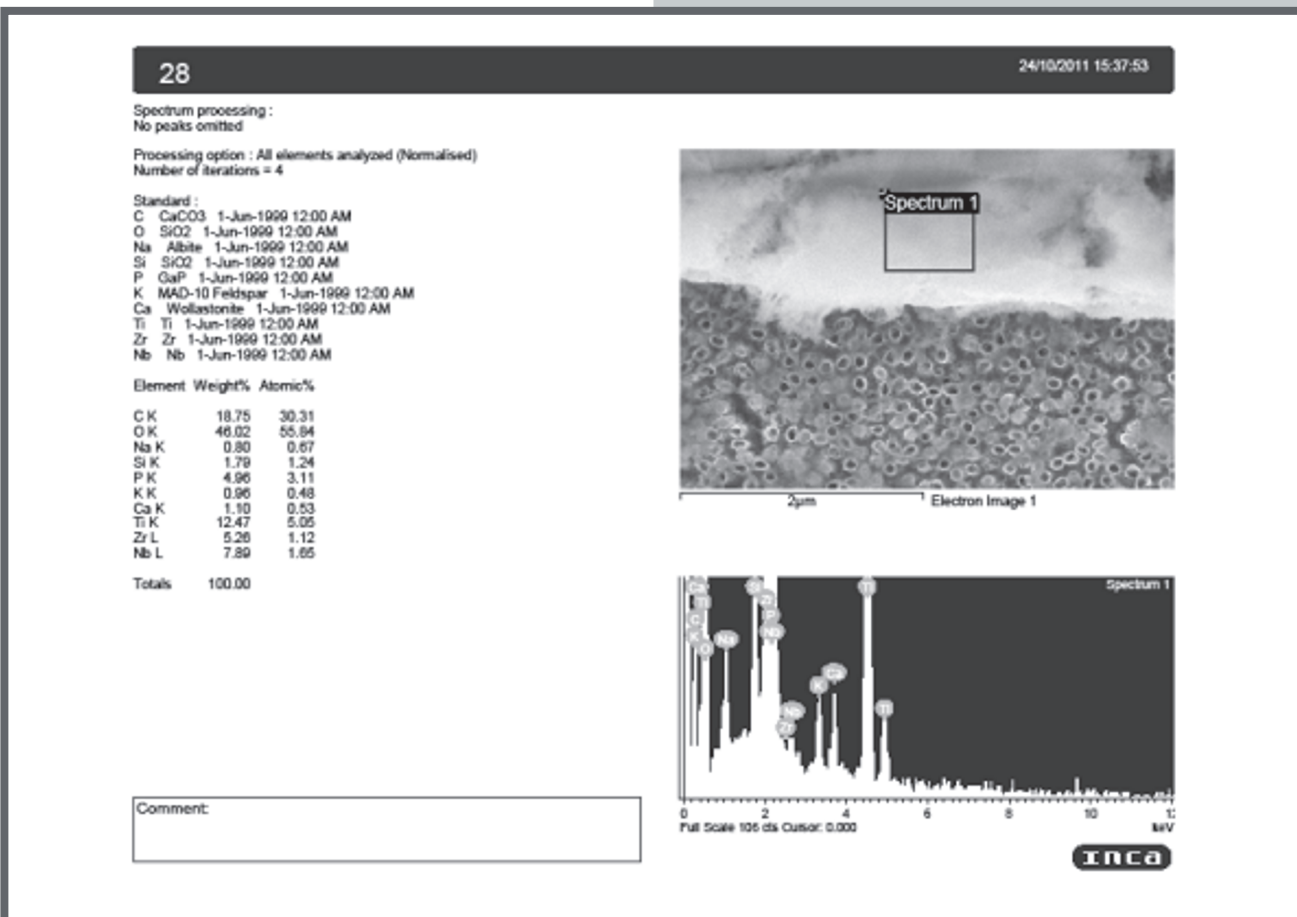 28
24/10/2011 15:37:53
Spectrum processing :
No peaks omitted
Processing option : All elements analyzed (Normalised)
Number of iterations = 4
Standard :
C CaCO3 1-Jun-1999 12:00 AM
O SiO2 1-Jun-1999 12:00 AM
Na Albite 1-Jun-1999 12:00 AM
Si SiO2 1-Jun-1999 12:00 AM
P GaP 1-Jun-1999 12:00 AM
K MAD-10 Feldspar 1-Jun-1999 12:00 AM
Ca Wollastonite 1-Jun-1999 12:00 AM
Ti Ti 1-Jun-1999 12:00 AM
Zr Zr 1-Jun-1999 12:00 AM
Nb Nb 1-Jun-1999 12:00 AM
Element Weight% Atomic%
C K 18.75 30.31
O K 46.02 55.84
Na K 0.80 0.67
Si K 1.79 1.24
P K 4.96 3.11
K K 0.96 0.48
Ca K 1.10 0.53
Ti K 12.47 5.05
Zr L 5.26 1.12
Nb L 7.89 1.65
Totals 100.00
Comment:
Spectrum 1
2µm
Electron Image 1
Spectrum 1
Ca
Ti
C
K
O
Na
Si
Zr
P
Nb
Nb
Zr
K
Ca
Ti
Ti
0 2 4 6 8 10
Full Scale 106 cts Cursor: 0.000
keV
INCA